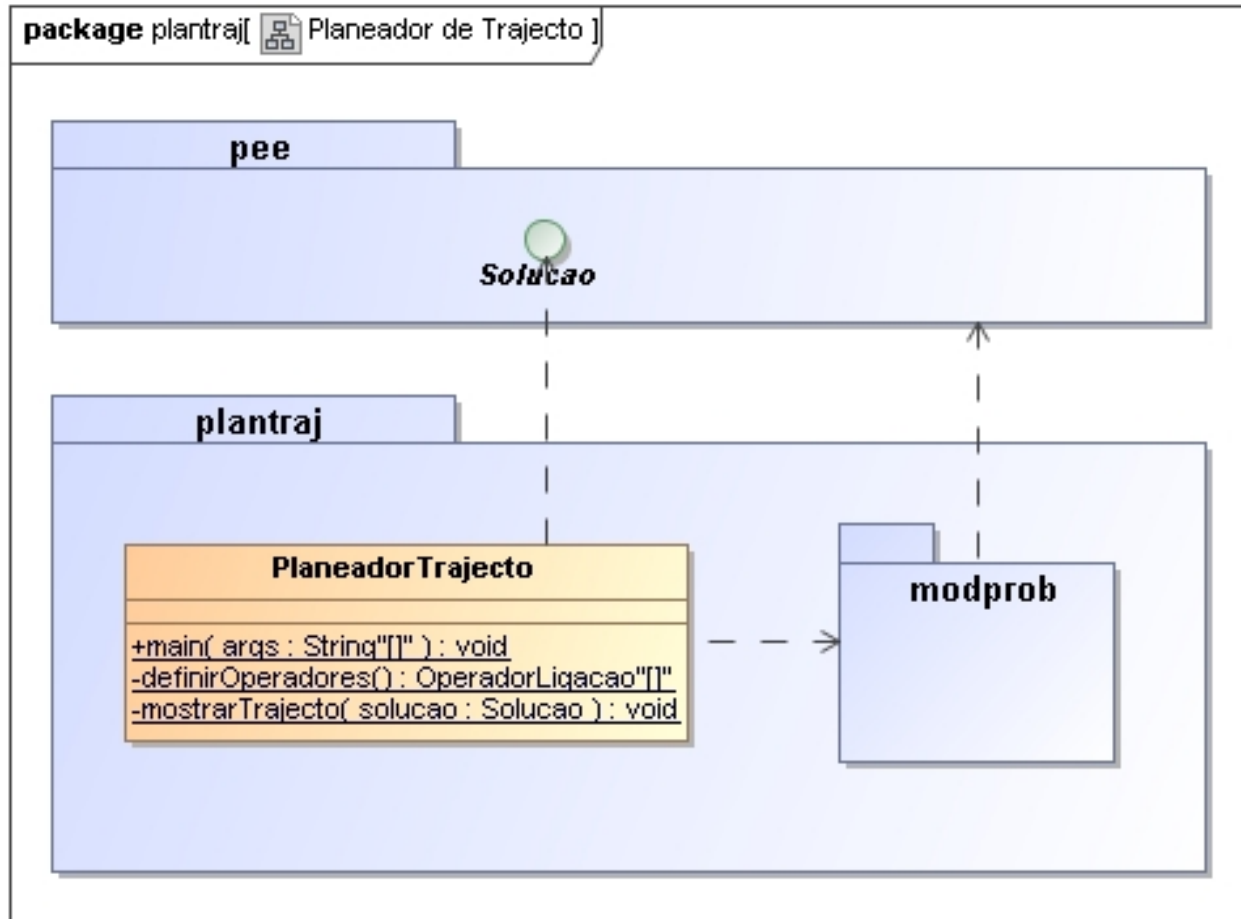 package plantraj[ Planeador de Trajecto ]
pee
Solucao
plantraj
PlaneadorTrajecto
+main( args : String"[]" ) : void
-definirOperadores() : OperadorLigacao"[]"
-mostrarTrajecto( solucao : Solucao ) : void
modprob